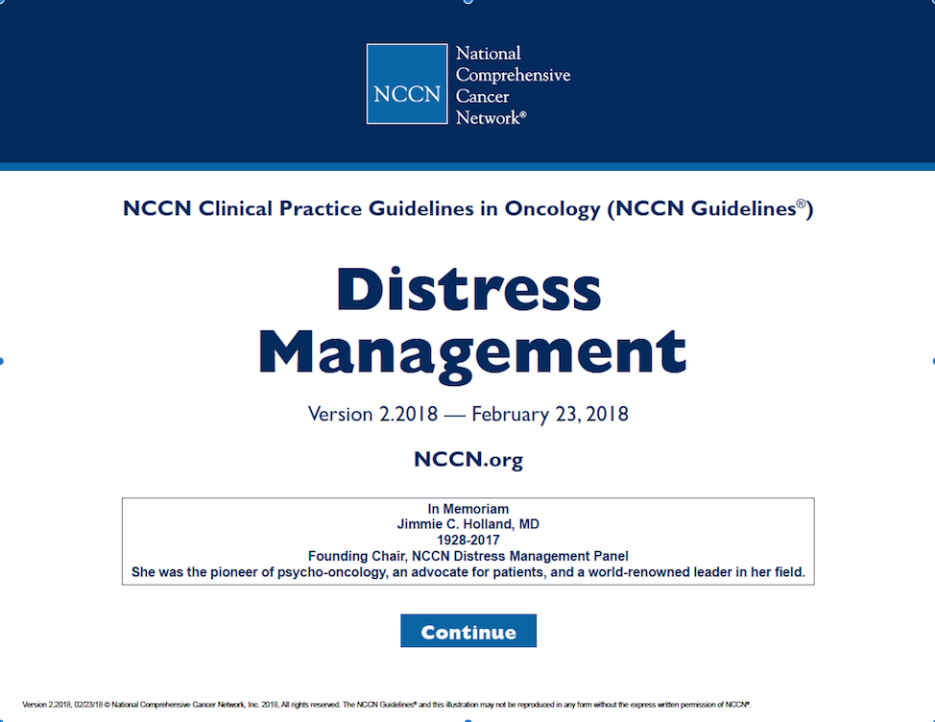 NCCN
National
Comprehensive
Cancer
Network®
NCCN Clinical Practice Guidelines in Oncology (NCCN Guidelines®)
Distress
Management
Version 2.2018 — February 23, 2018
NCCN.org
In Memoriam
Jimmie C. Holland, MD
1928-2017
Founding Chair, NCCN Distress Management Panel
She was the pioneer of psycho-oncology, an advocate for patients, and a world-renowned leader in her field.
Continue
Version 2.2018, 02/23/18 © National Comprehensive Cancer Network, Inc. 2018, All rights reserved. The NCCN Guidelines® and this illustration may not be reproduced in any form without the express written permission of NCCN®.